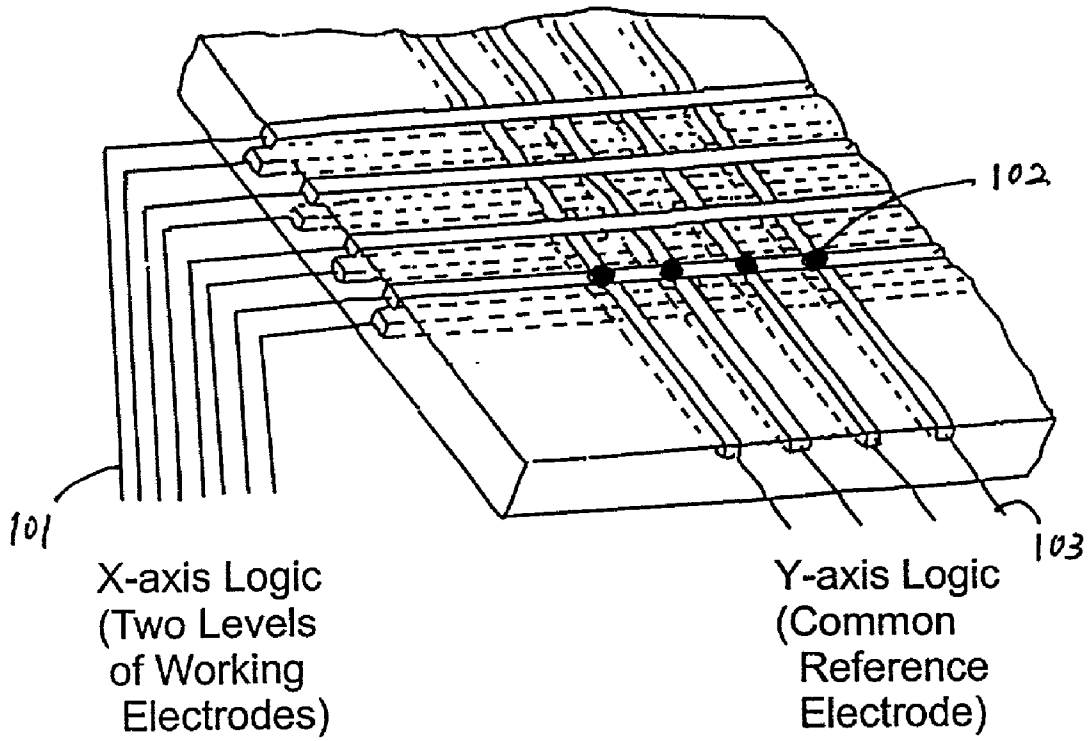 102
101
103
X-axis Logic
(Two Levels
of Working
Electrodes)
Y-axis Logic
(Common
Reference
Electrode)